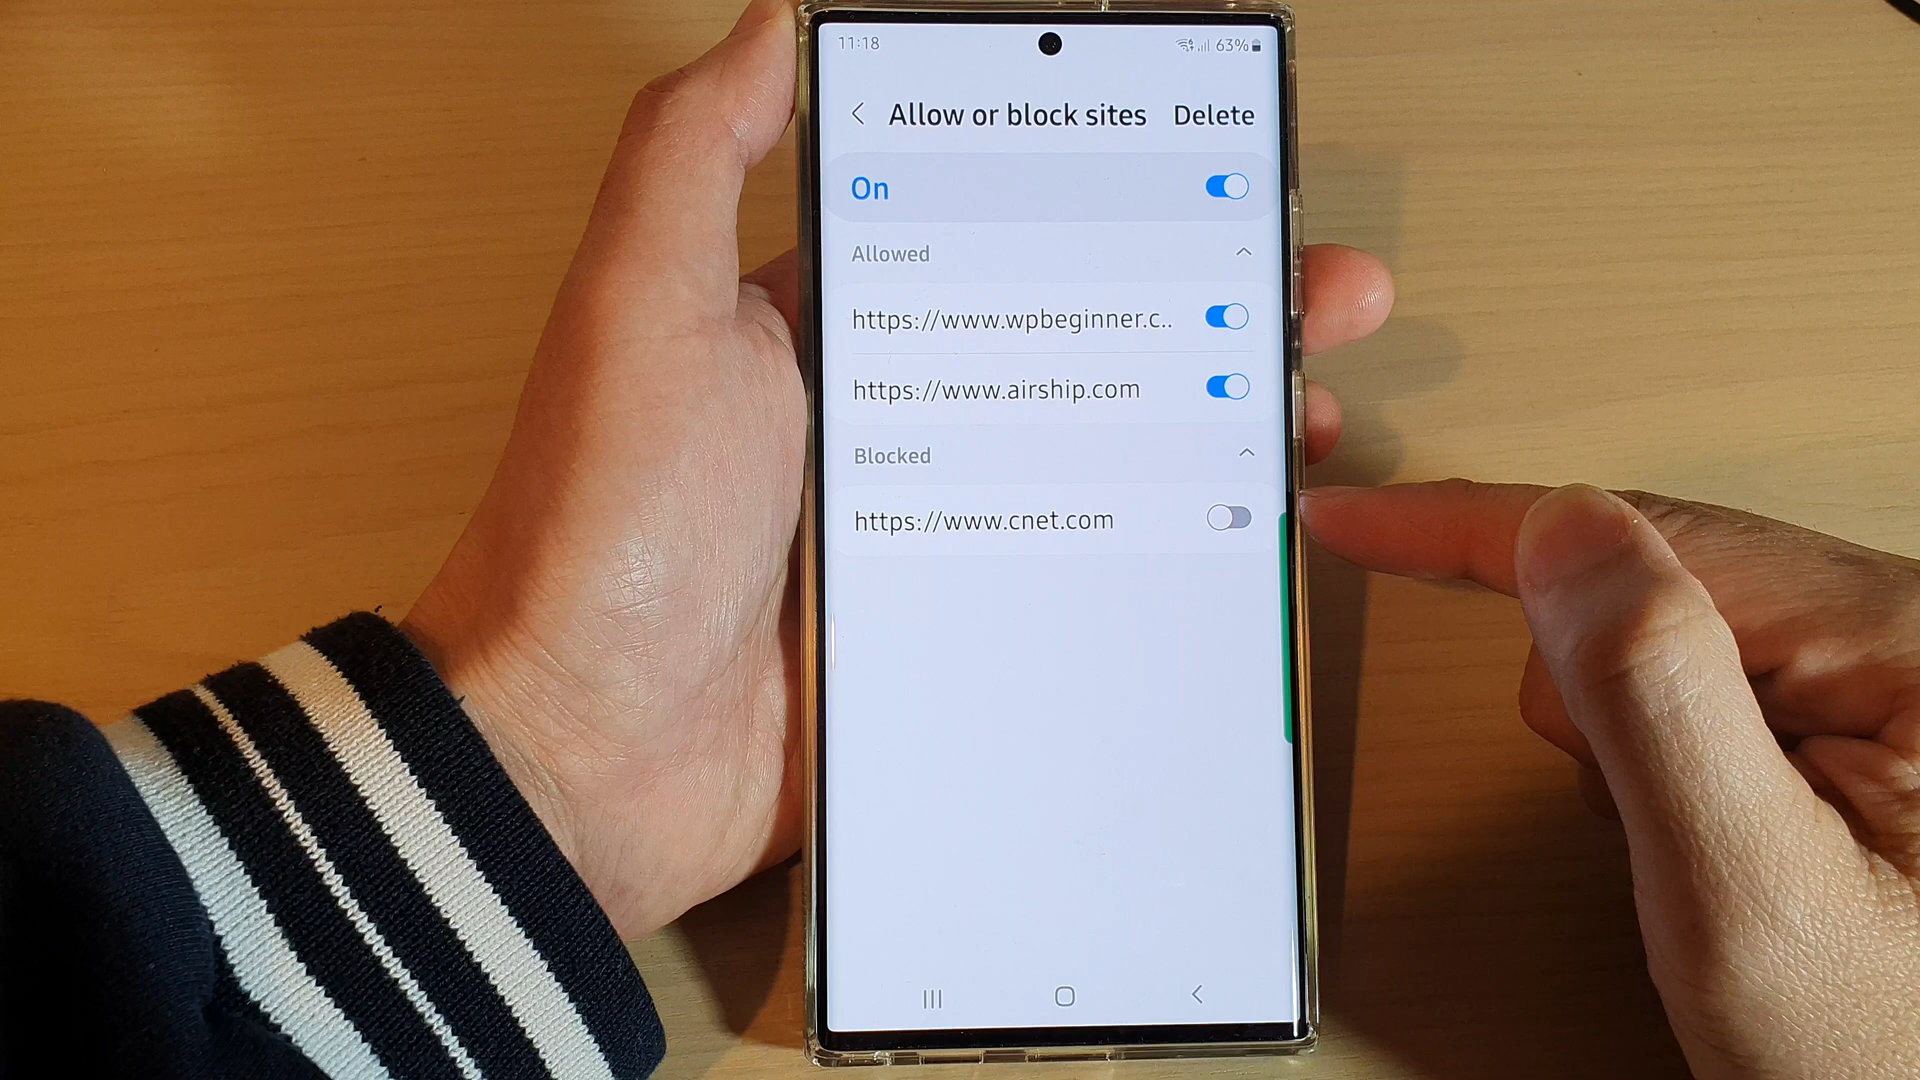 11:18 63%
Allow or block sites Delete
On
Allowed
https://www.wpbeginner.c..
https://www.airship.com
Blocked
https://www.cnet.com